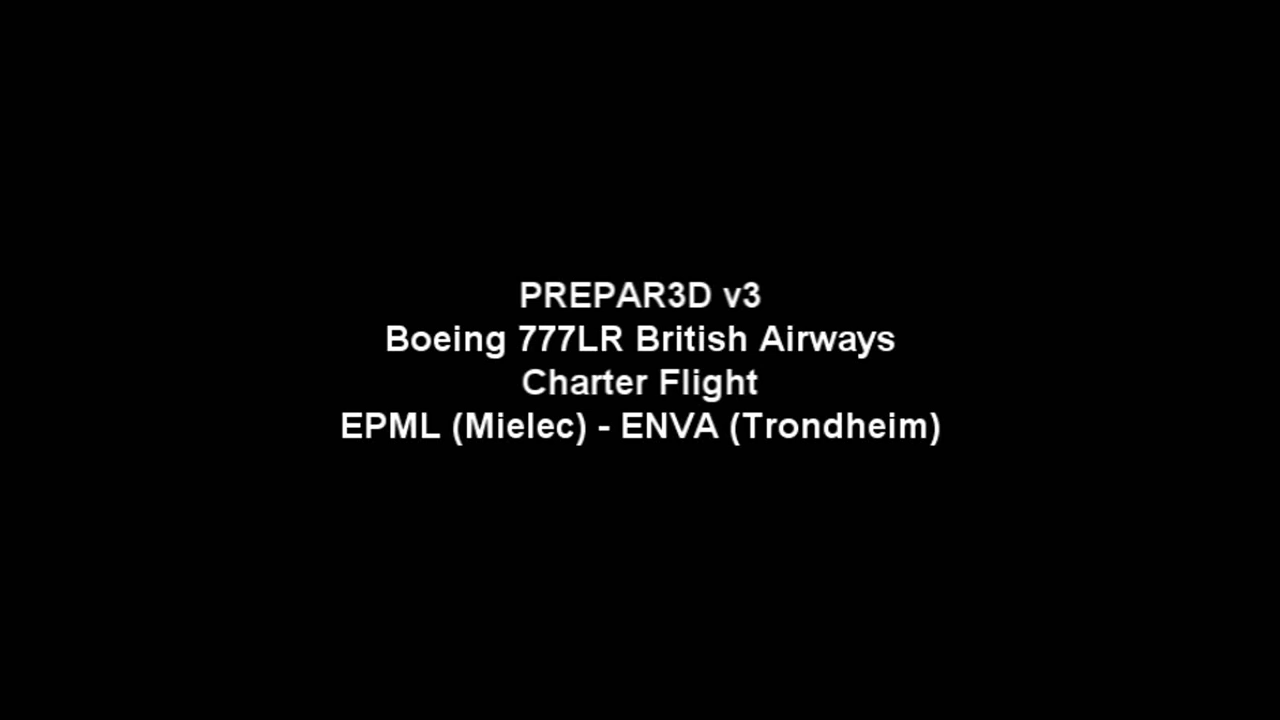 PREPAR3D v3
Boeing 777LR British Airways
Charter Flight
EPML (Mielec) - ENVA (Trondheim)